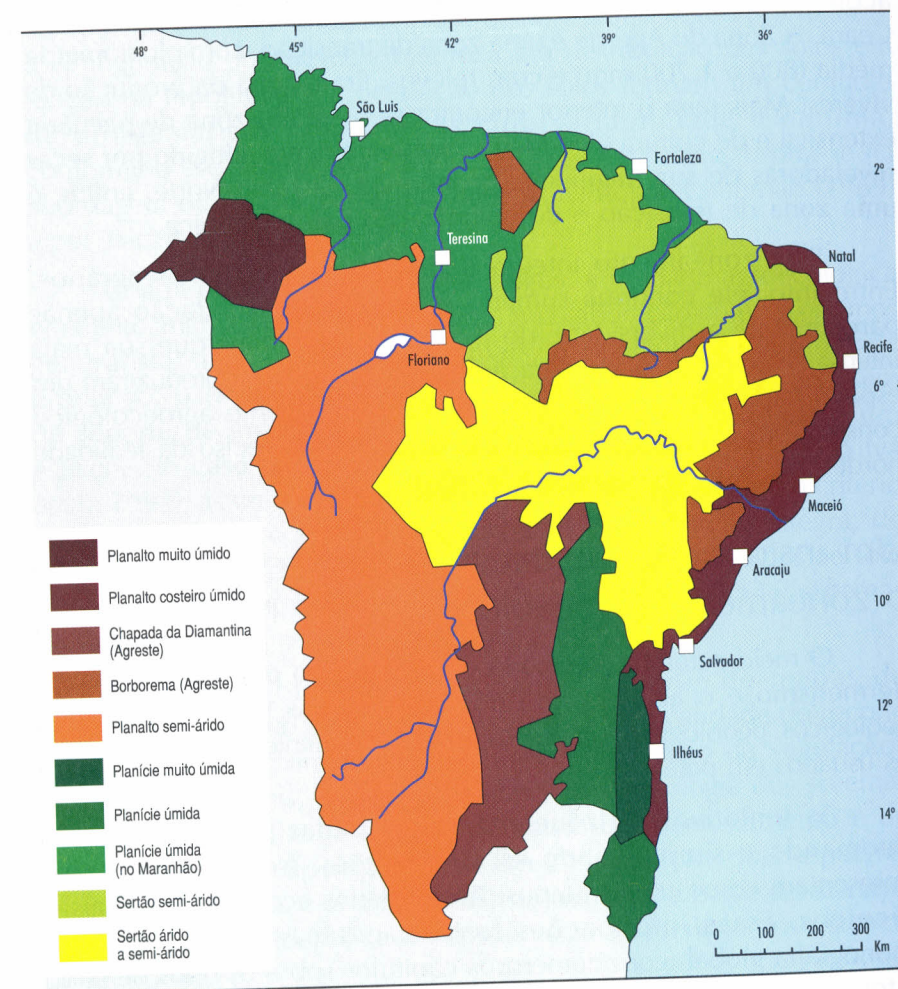 48°
45°
42°
39°
36°
São Luis
Fortaleza
2°
Teresina
Natal
Floriano
Recife
6°
Maceió
Aracaju
10°
Salvador
12°
Ilhéus
14°
Planalto muito úmido
Planalto costeiro úmido
Chapada da Diamantina
(Agreste)
Borborema (Agreste)
Planalto semi-árido
Planície muito úmida
Planície úmida
Planície úmida
(no Maranhão)
Sertão semi-árido
Sertão árido
a semi-árido
0 100 200 300
Km